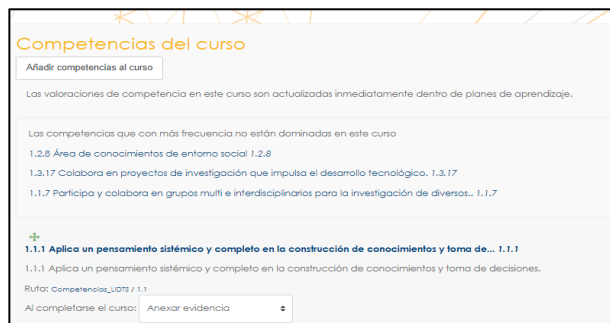 Competencias del curso
Añadir competencias al curso
Las valoraciones de competencia en este curso son actualizadas inmediatamente dentro de planes de aprendizaje.
Las competencias que con más frecuencia no están dominadas en este curso
1.2.8 Área de conocimientos de entorno social 1.2.8
1.3.17 Colabora en proyectos de investigación que impulsa el desarrollo tecnológico. 1.3.17
1.1.7 Participa y colabora en grupos multi e interdisciplinarios para la investigación de diversos.. 1.1.7
1.1.1 Aplica un pensamiento sistémico y completo en la construcción de conocimientos y toma de... 1.1.1
1.1.1 Aplica un pensamiento sistémico y completo en la construcción de conocimientos y toma de decisiones.
Ruta: Competencias_LIDTS / 1.1
Al completarse el curso: Anexar evidencia